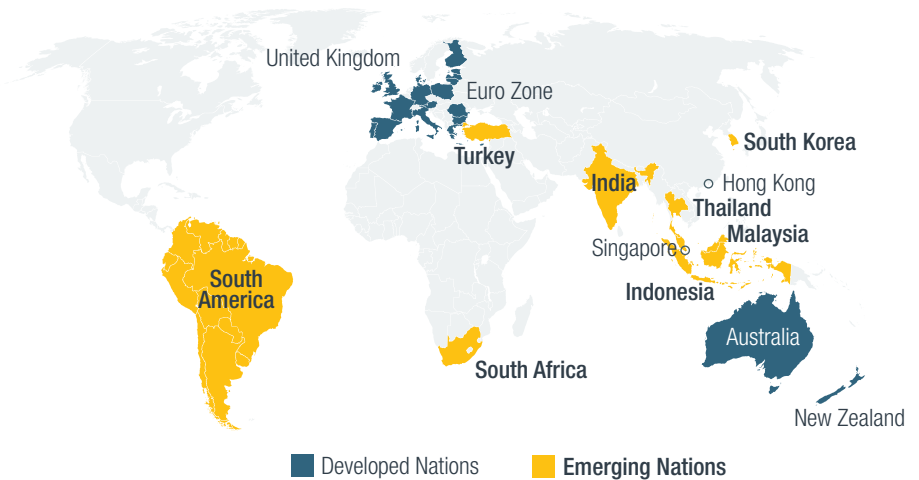 United Kingdom
Euro Zone
Turkey
South Korea
India
Hong Kong
Thailand
Malaysia
Singapore
South
America
Indonesia
Australia
South Africa
New Zealand
Developed Nations
Emerging Nations